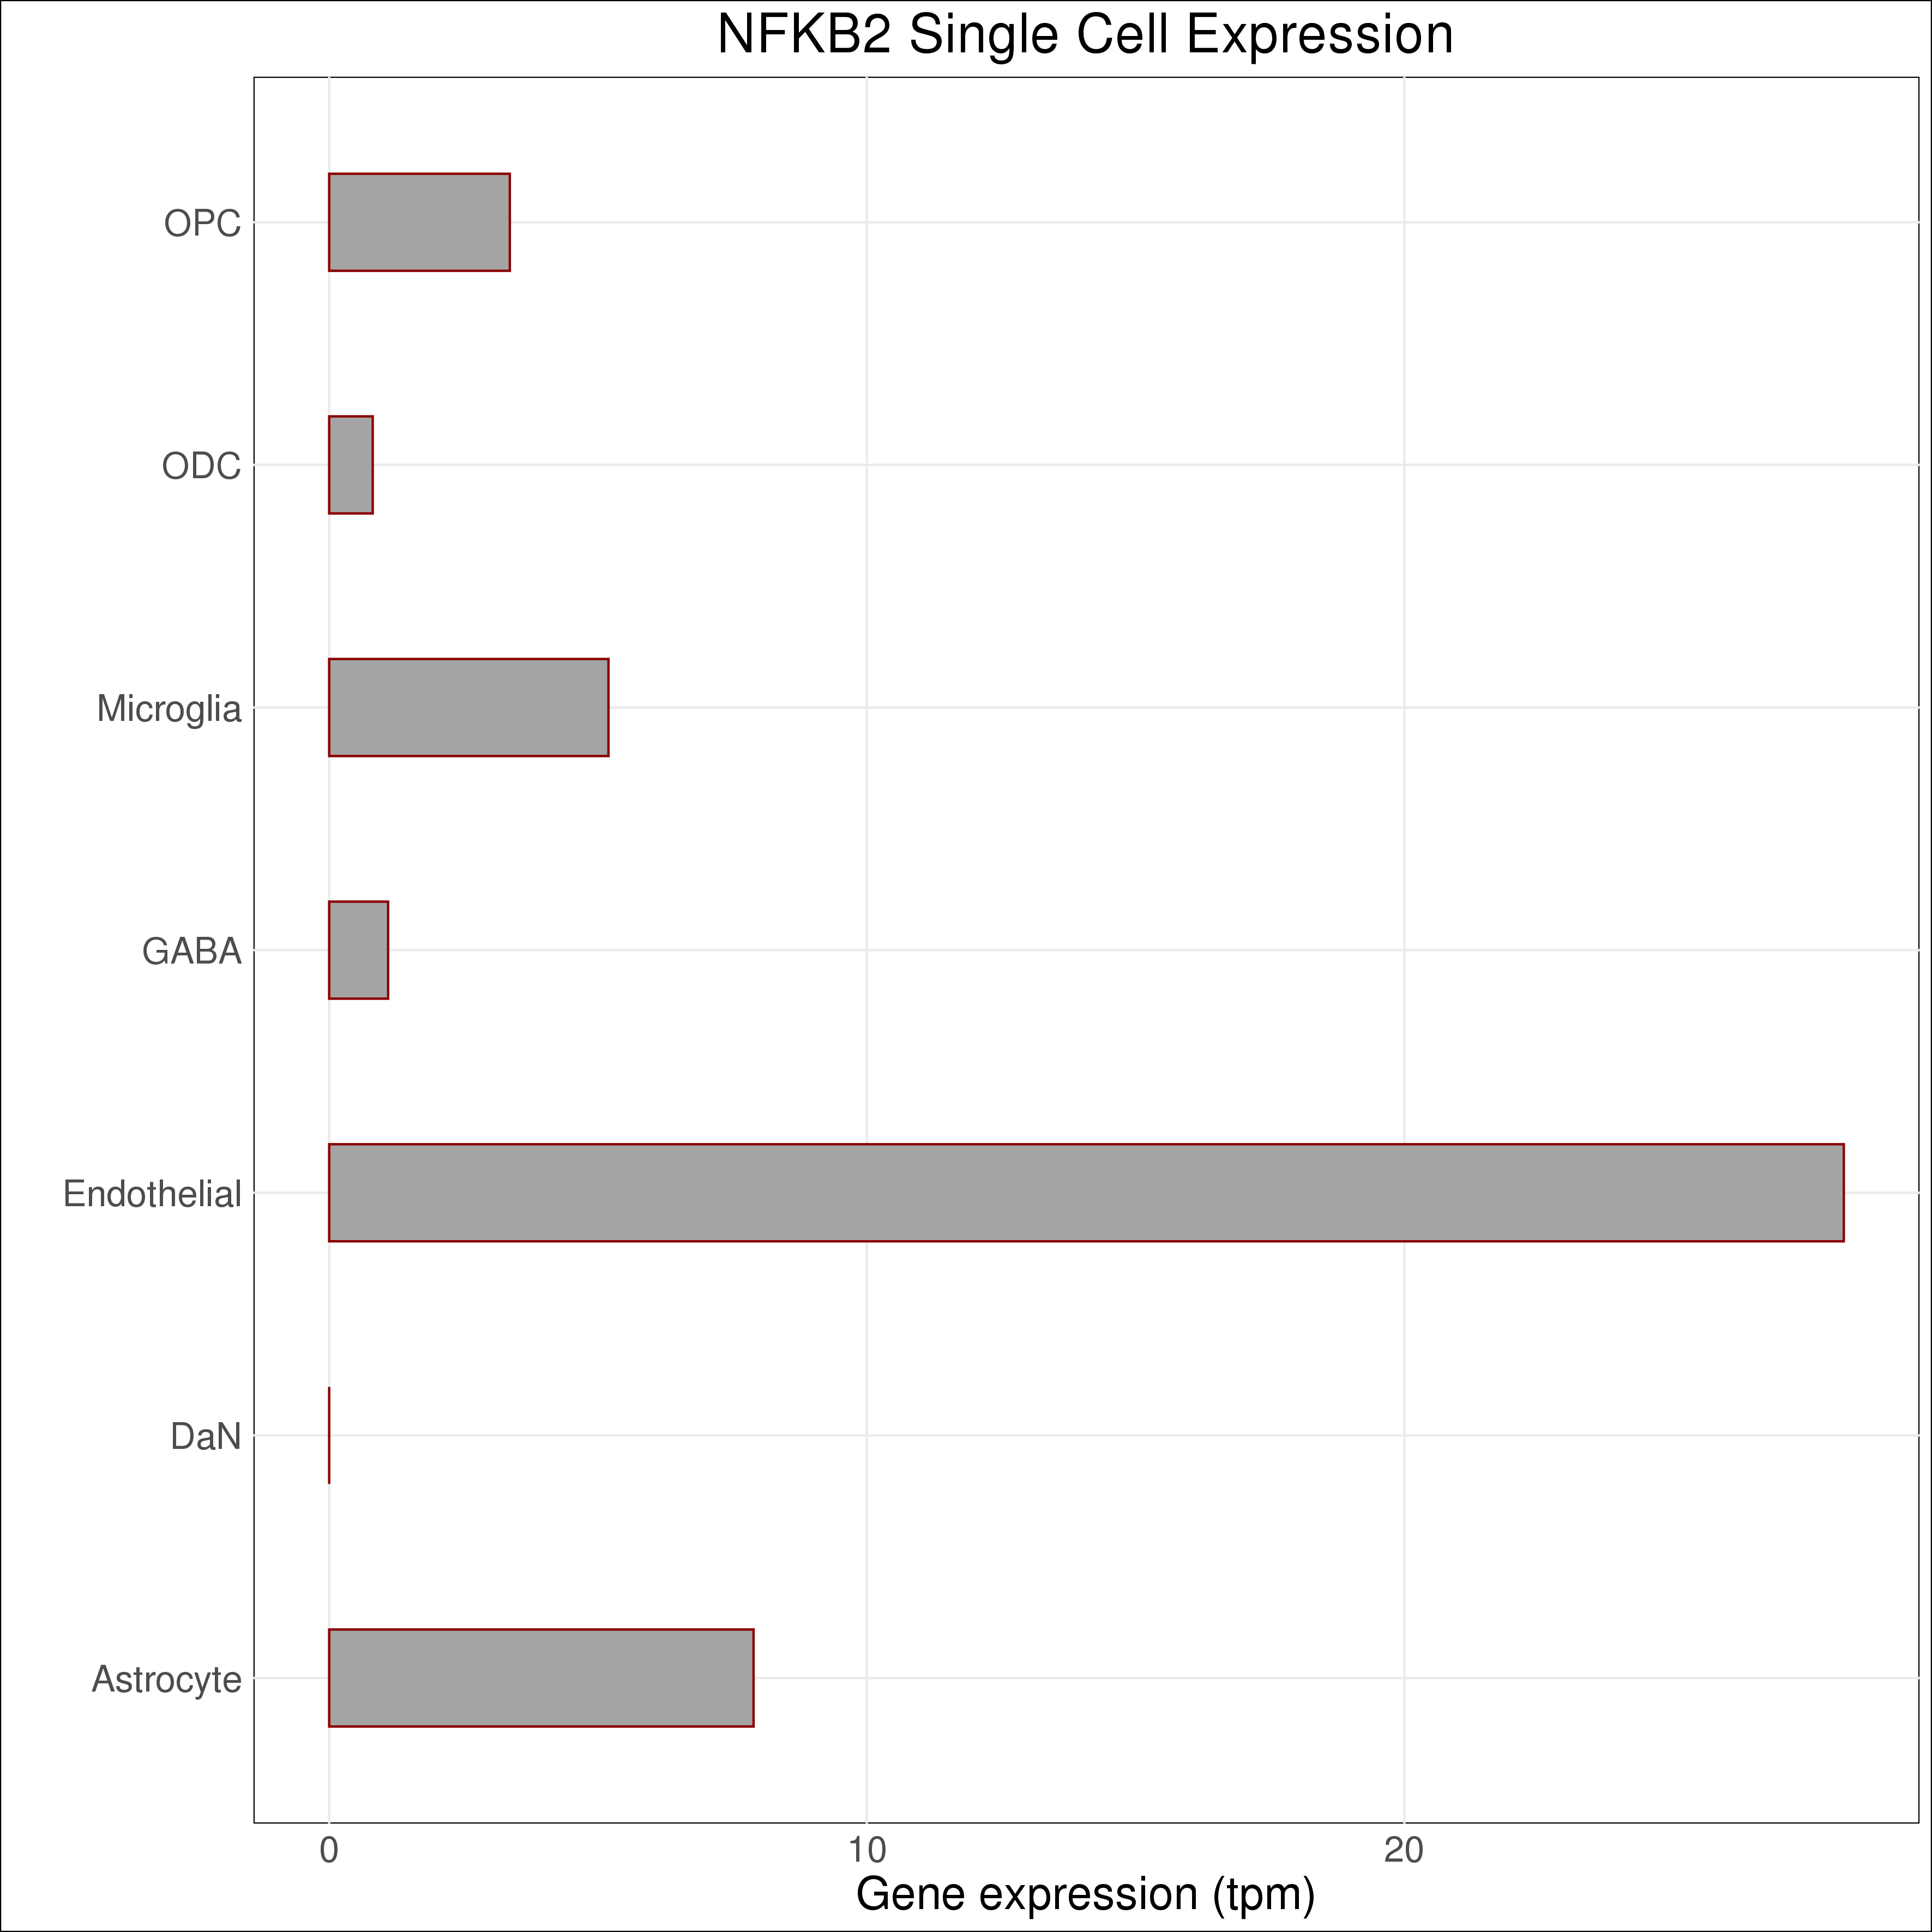 NFKB2 Single Cell Expression
OPC
ODC
Microglia
GABA
Endothelial
DaN
Astrocyte
0 10 20
Gene expression (tpm)